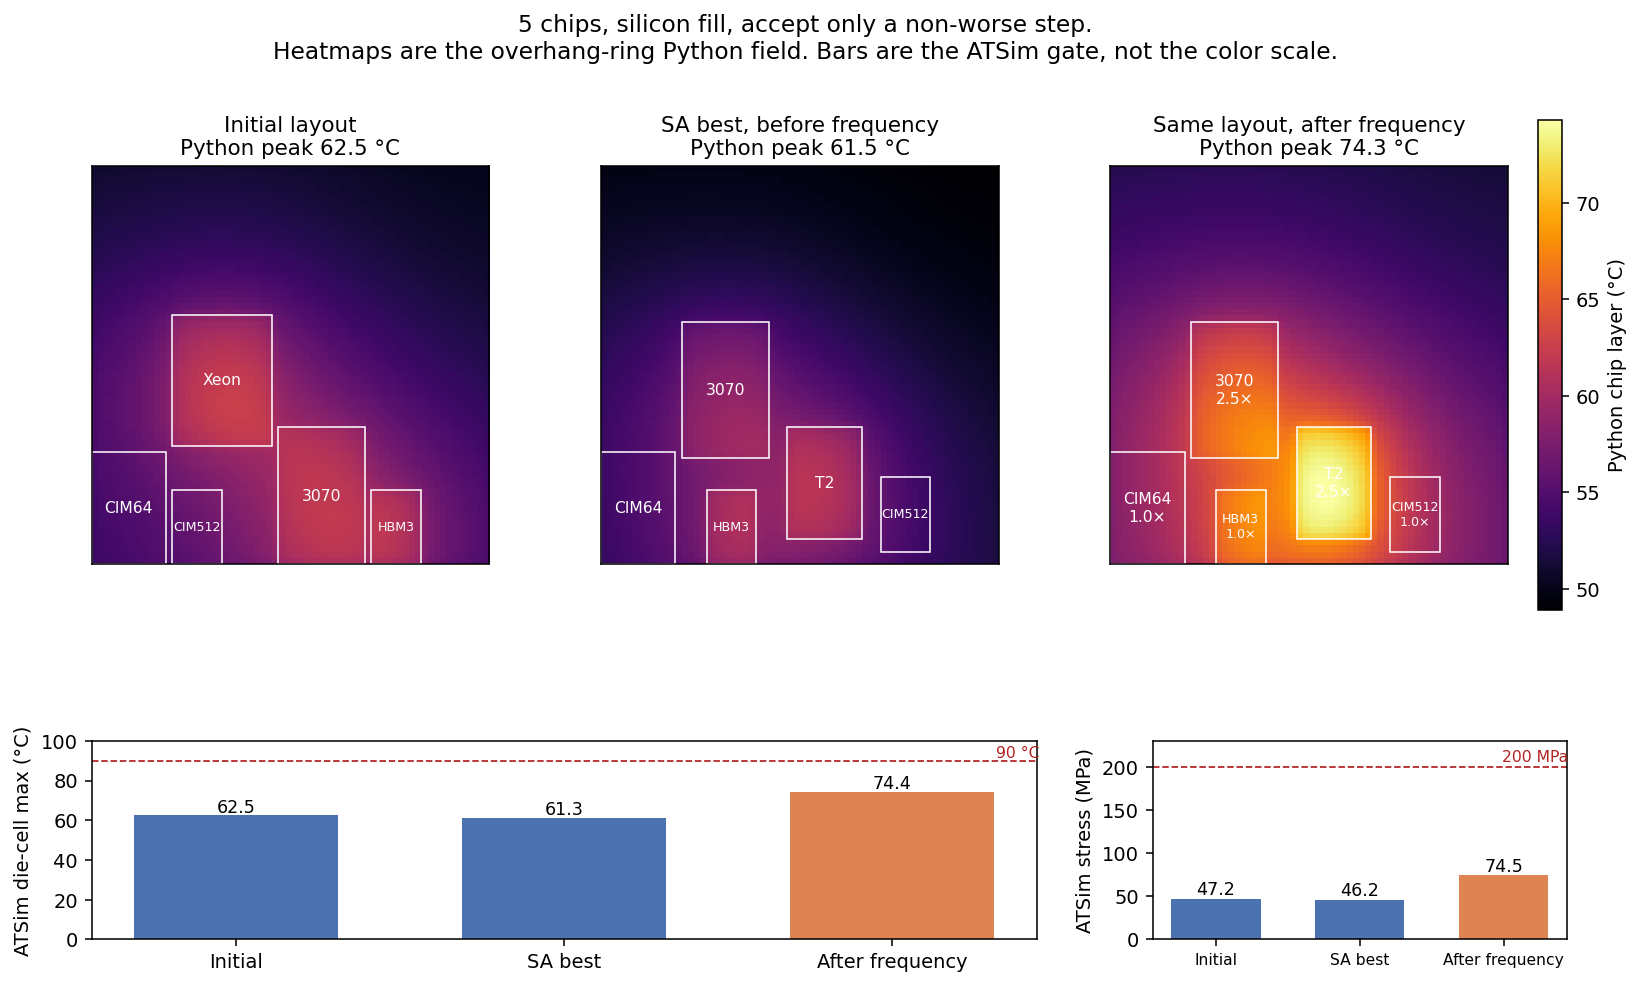 5 chips, silicon fill, accept only a non-worse step.
Heatmaps are the overhang-ring Python field. Bars are the ATSim gate, not the color scale.
Initial layout
Python peak 62.5 °C
Xeon
CIM64
CIM512
3070
HBM3
SA best, before frequency
Python peak 61.5 °C
3070
T2
CIM64
HBM3
CIM512
Same layout, after frequency
Python peak 74.3 °C
3070
2.5×
T2
2.5×
CIM64
1.0×
HBM3
1.0×
CIM512
1.0×
70
65
60
55
50
Python chip layer (°C)
ATSim die-cell max (°C)
100
80
60
40
20
0
90 °C
62.5
61.3
74.4
Initial
SA best
After frequency
ATSim stress (MPa)
200
150
100
50
0
200 MPa
47.2
46.2
74.5
Initial
SA best
After frequency